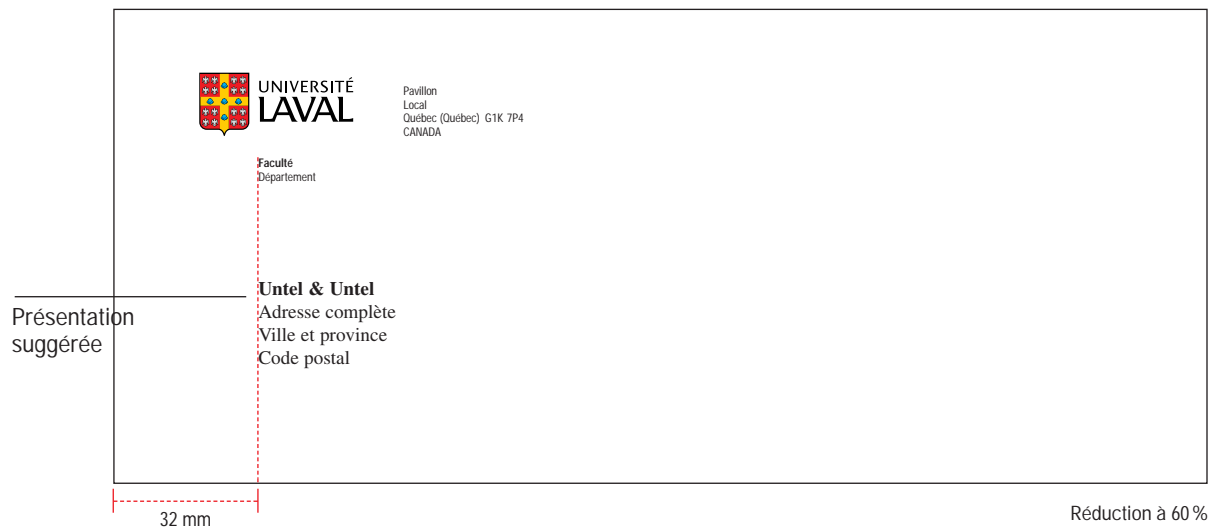 UNIVERSITÉ
LAVAL
Pavillon
Local
Québec (Québec) G1K 7P4
CANADA
Faculté
Département
Untel & Untel
Adresse complète
Ville et province
Code postal
Présentation
suggérée
32 mm
Réduction à 60 %